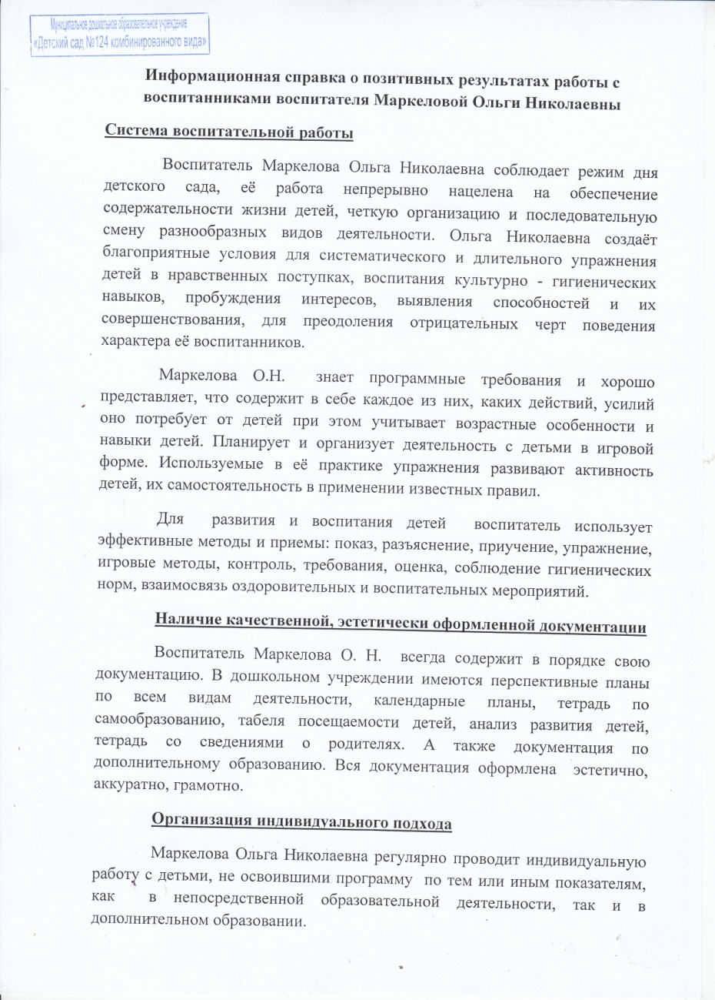 Муниципальное дошкольное образовательное учреждение
«Детский сад №124 комбинированного вида»
Информационная справка о позитивных результатах работы с
воспитанниками воспитателя Маркеловой Ольги Николаевны
Система воспитательной работы
Воспитатель Маркелова Ольга Николаевна соблюдает режим дня
детского сада, её работа непрерывно нацелена на обеспечение
содержательности жизни детей, четкую организацию и последовательную
смену разнообразных видов деятельности. Ольга Николаевна создаёт
благоприятные условия для систематического и длительного упражнения
детей в нравственных поступках, воспитания культурно - гигиенических
навыков, пробуждения интересов, выявления способностей и их
совершенствования, для преодоления отрицательных черт поведения
характера её воспитанников.
Маркелова О.Н. знает программные требования и хорошо
представляет, что содержит в себе каждое из них, каких действий, усилий
оно потребует от детей при этом учитывает возрастные особенности и
навыки детей. Планирует и организует деятельность с детьми в игровой
форме. Используемые в её практике упражнения развивают активность
детей, их самостоятельность в применении известных правил.
Для развития и воспитания детей воспитатель использует
эффективные методы и приемы: показ, разъяснение, приучение, упражнение,
игровые методы, контроль, требования, оценка, соблюдение гигиенических
норм, взаимосвязь оздоровительных и воспитательных мероприятий.
Наличие качественной, эстетически оформленной документации
Воспитатель Маркелова О. Н. всегда содержит в порядке свою
документацию. В дошкольном учреждении имеются перспективные планы
по всем видам деятельности, календарные планы, тетрадь по
самообразованию, табеля посещаемости детей, анализ развития детей,
тетрадь со сведениями о родителях. А также документация по
дополнительному образованию. Вся документация оформлена эстетично,
аккуратно, грамотно.
Организация индивидуального подхода
Маркелова Ольга Николаевна регулярно проводит индивидуальную
работу с детьми, не освоившими программу по тем или иным показателям,
как в непосредственной образовательной деятельности, так и в
дополнительном образовании.